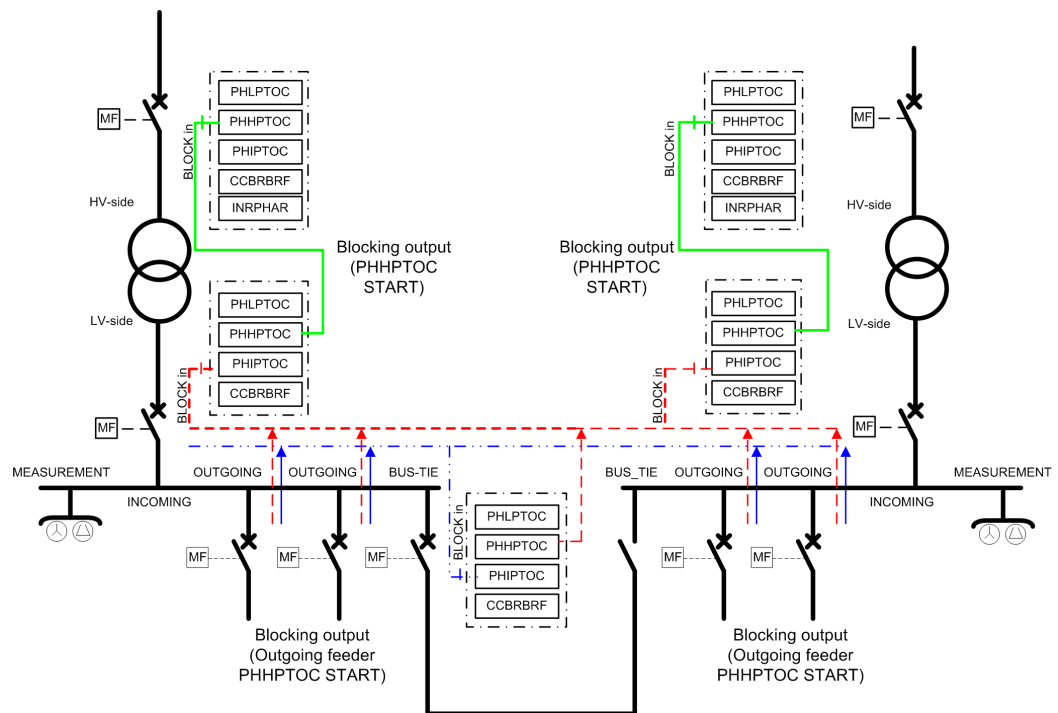 PHLPTOC
PHHPTOC
PHIPTOC
CCBRBRF
INRPHAR
BLOCK in
MF
HV-side
LV-side
Blocking output
(PHHPTOC
START)
PHLPTOC
PHHPTOC
PHIPTOC
CCBRBRF
BLOCK in
MF
PHLPTOC
PHHPTOC
PHIPTOC
CCBRBRF
INRPHAR
BLOCK in
MF
HV-side
LV-side
Blocking output
(PHHPTOC
START)
PHLPTOC
PHHPTOC
PHIPTOC
CCBRBRF
BLOCK in
MF
MEASUREMENT
OUTGOING
OUTGOING
BUS-TIE
INCOMING
BUS_TIE
OUTGOING
OUTGOING
MEASUREMENT
INCOMING
BLOCK in
PHLPTOC
PHHPTOC
PHIPTOC
CCBRBRF
MF
MF
MF
MF
MF
Blocking output
(Outgoing feeder
PHHPTOC START)
Blocking output
(Outgoing feeder
PHHPTOC START)